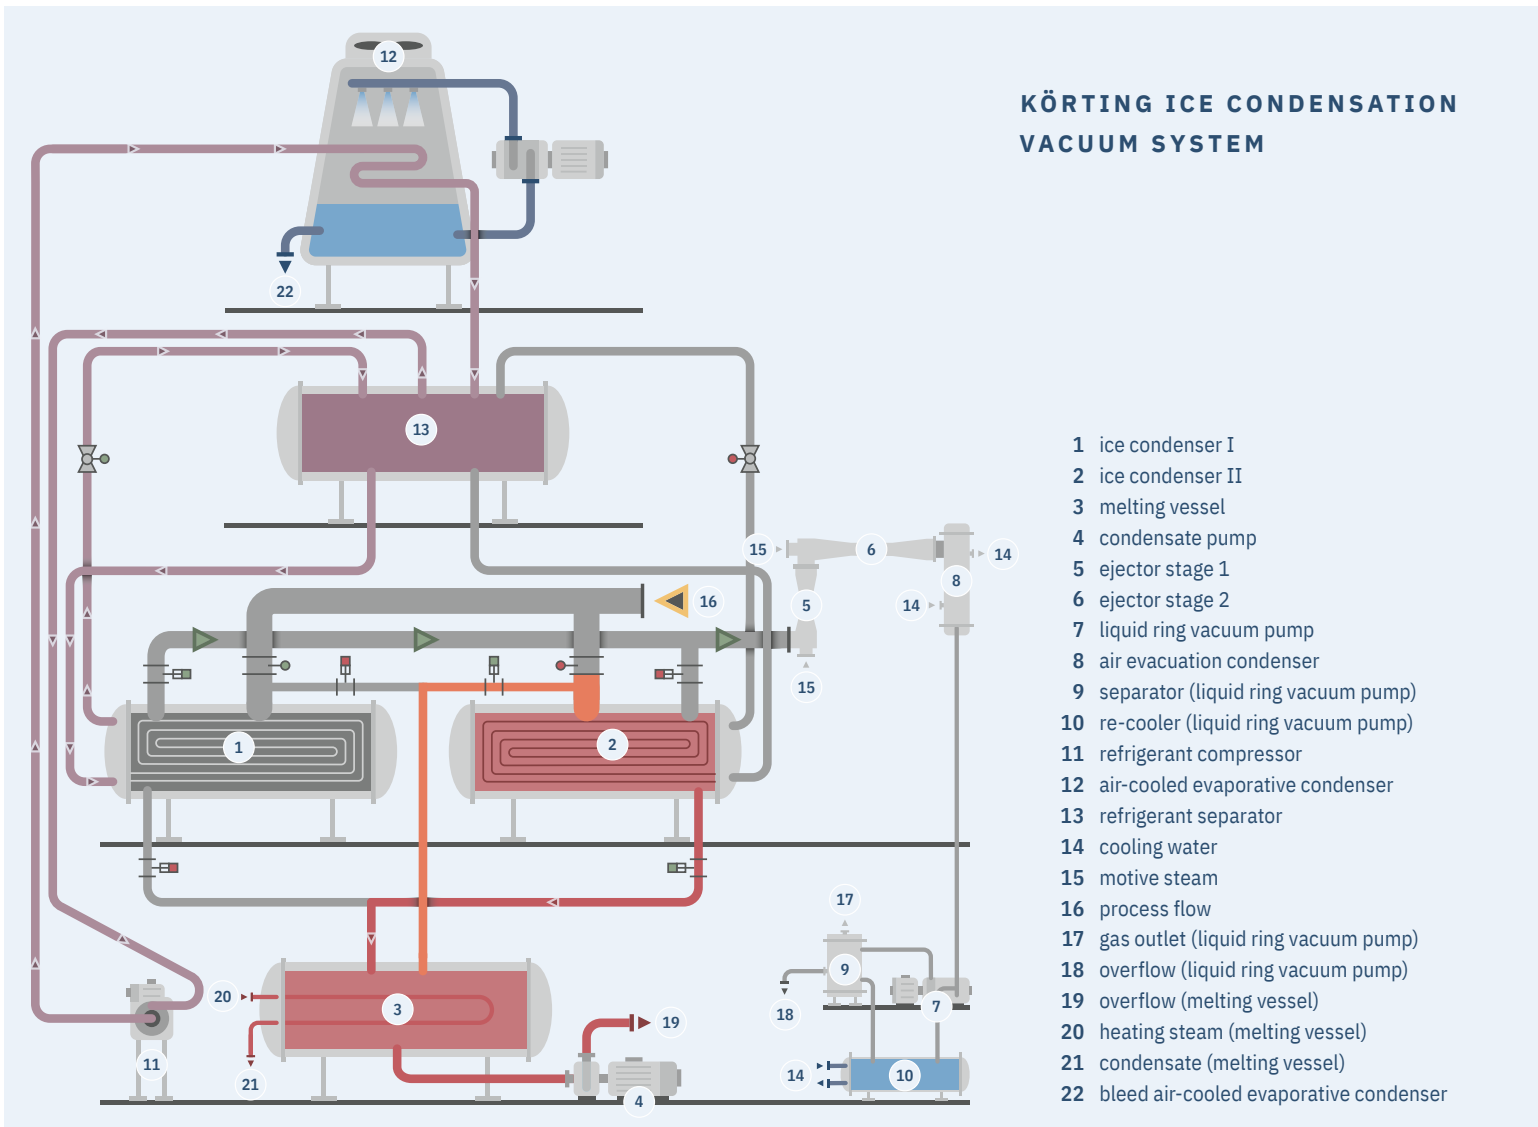 KÖRTING ICE CONDENSATION
VACUUM SYSTEM
12
22
13
15
6
14
8
16
5
14
15
1
2
17
9
20
3
19
7
18
11
21
14
10
4
1 ice condenser I
2 ice condenser II
3 melting vessel
4 condensate pump
5 ejector stage 1
6 ejector stage 2
7 liquid ring vacuum pump
8 air evacuation condenser
9 separator (liquid ring vacuum pump)
10 re-cooler (liquid ring vacuum pump)
11 refrigerant compressor
12 air-cooled evaporative condenser
13 refrigerant separator
14 cooling water
15 motive steam
16 process flow
17 gas outlet (liquid ring vacuum pump)
18 overflow (liquid ring vacuum pump)
19 overflow (melting vessel)
20 heating steam (melting vessel)
21 condensate (melting vessel)
22 bleed air-cooled evaporative condenser